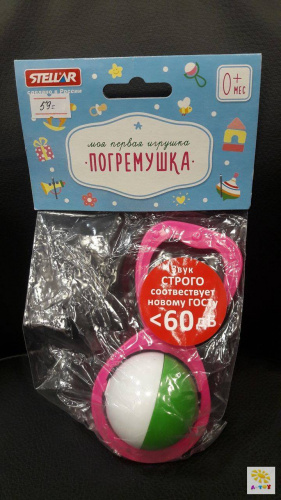 STELLAR
сделано в России
59=
0+
МЕС
моя первая игрушка
ПОГРЕМУШКА
Звук
СТРОГО
соответствует
новому ГОСТу
<60 дБ